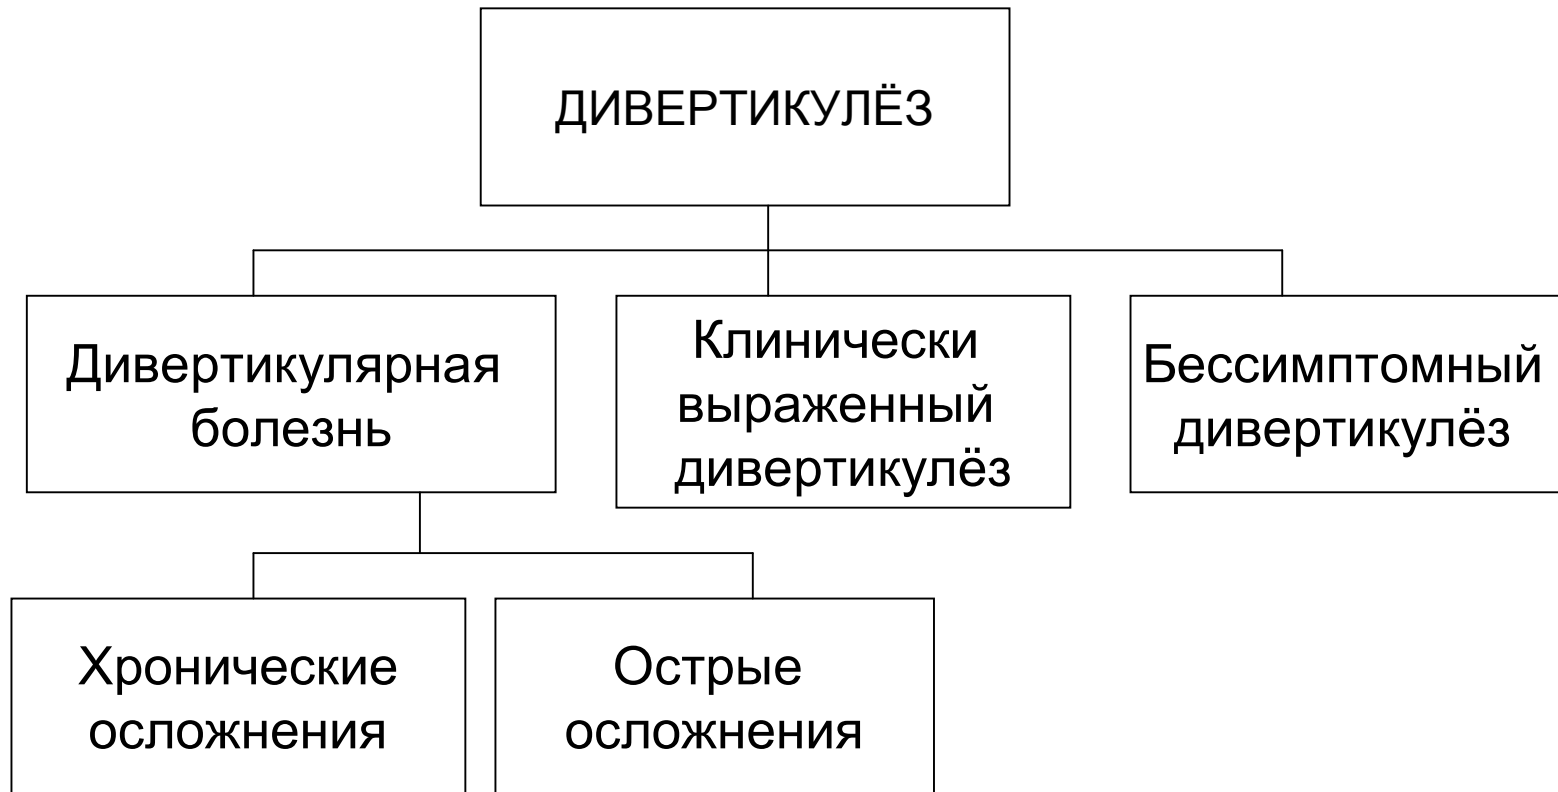 ДИВЕРТИКУЛЁЗ
Дивертикулярная
болезнь
Клинически
выраженный
дивертикулёз
Бессимптомный
дивертикулёз
Хронические
осложнения
Острые
осложнения